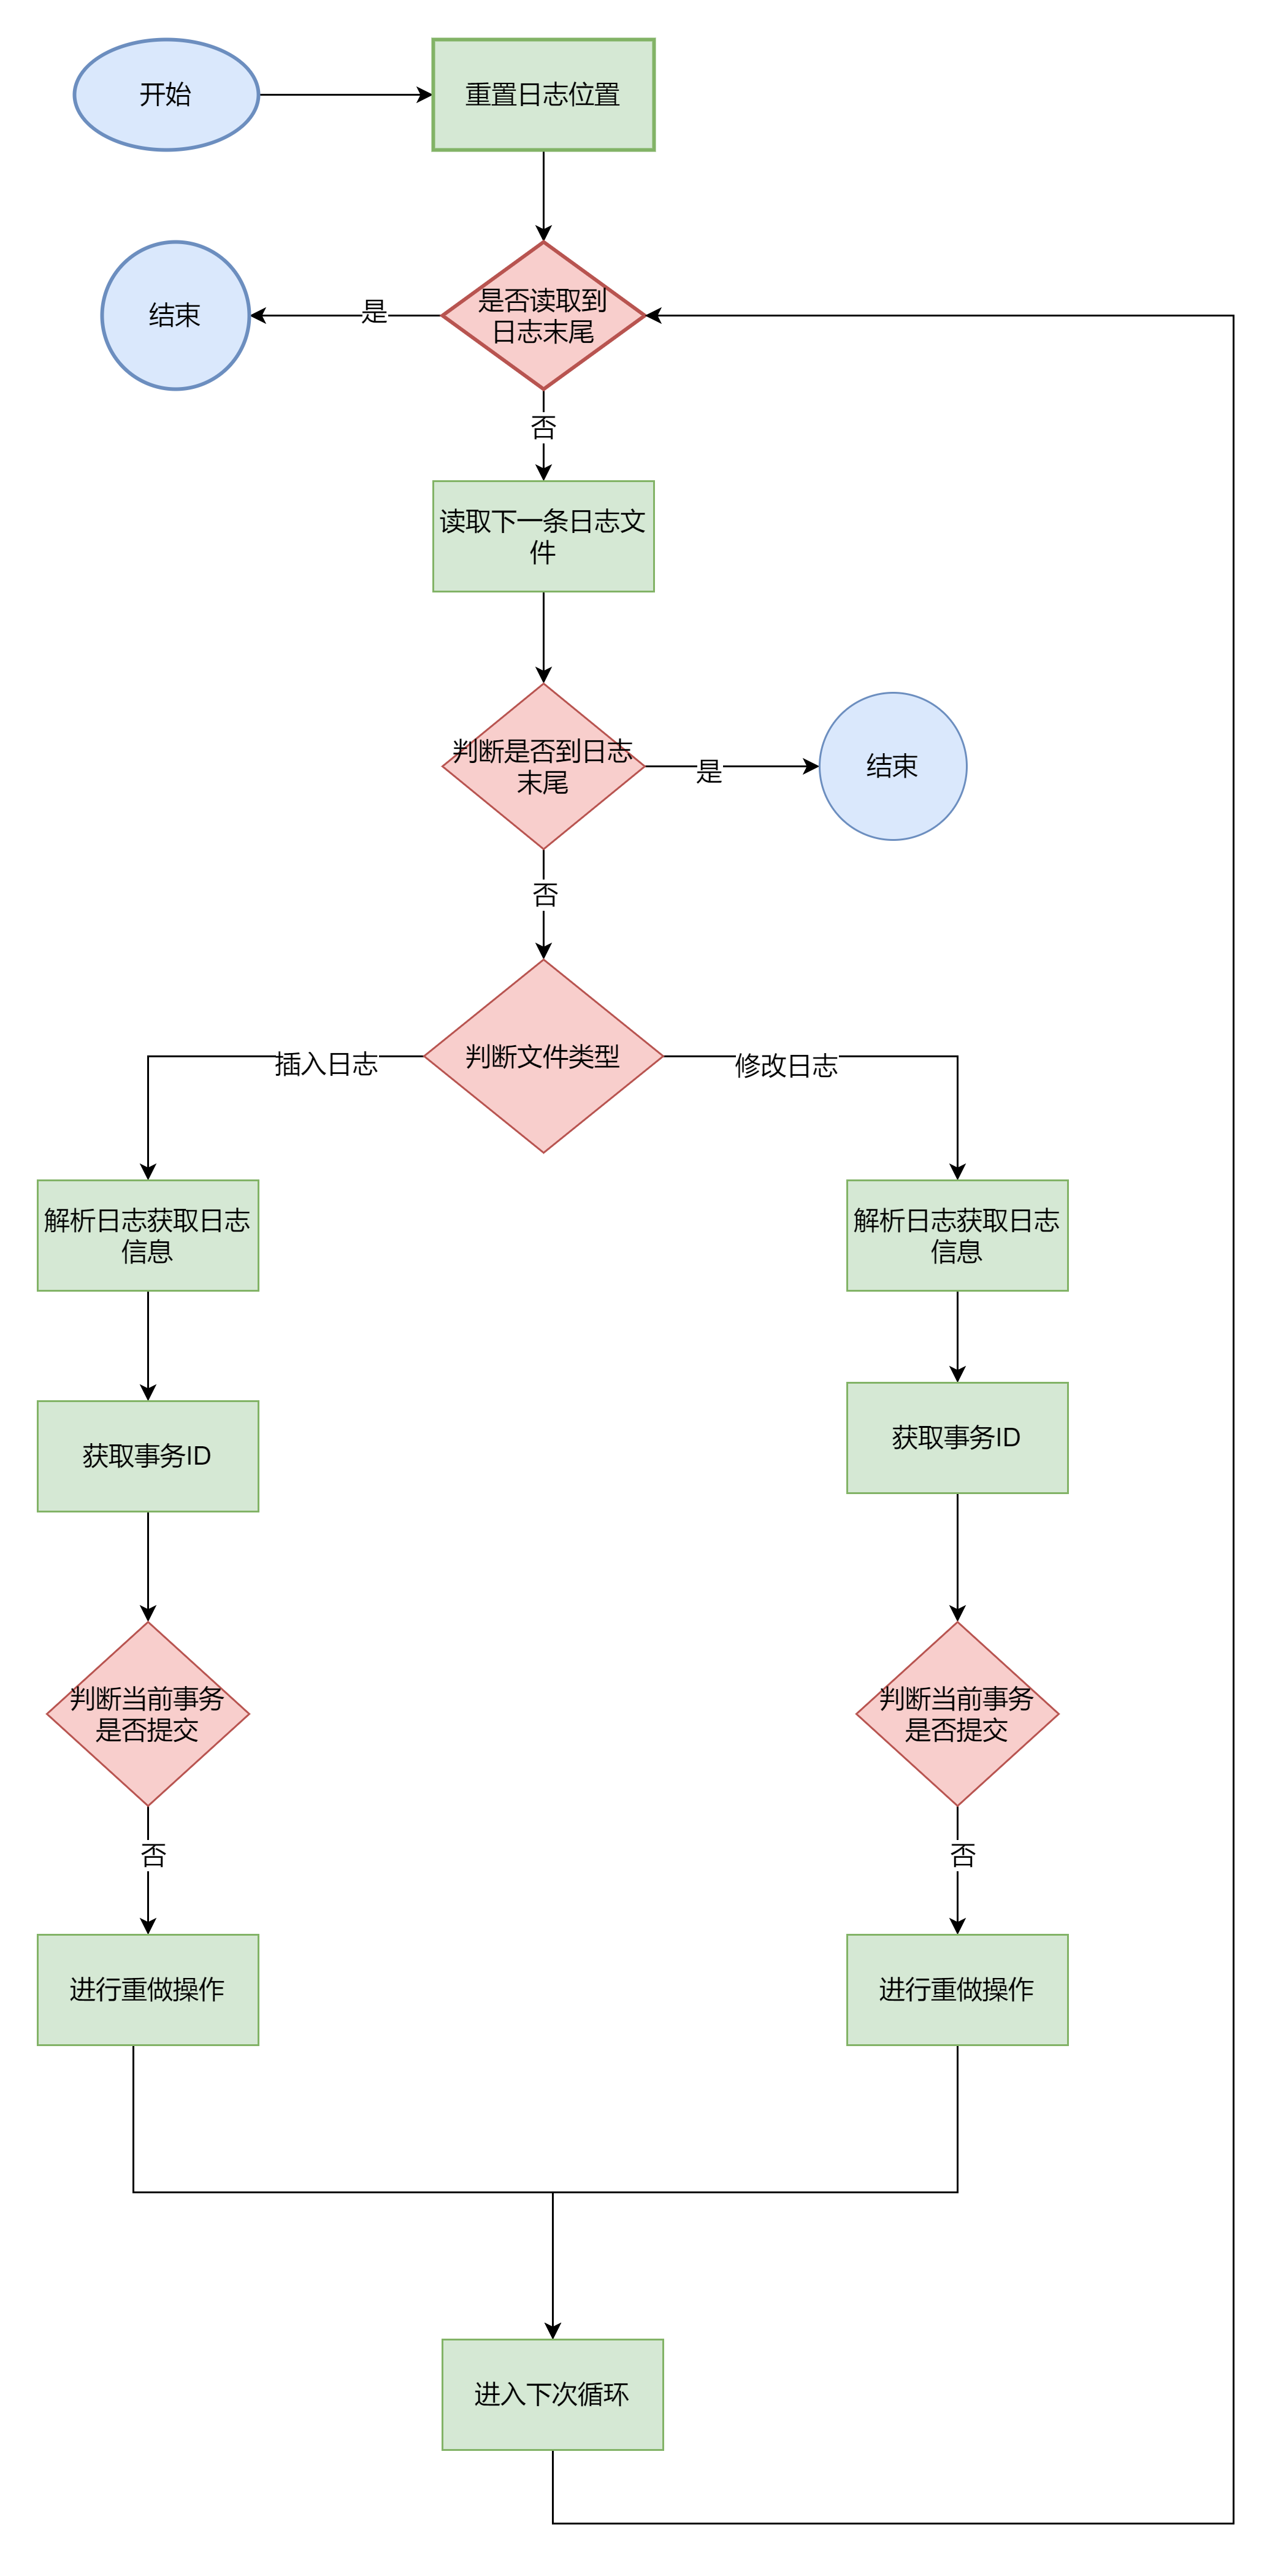 开始
重置日志位置
结束
是
是否读取到
日志末尾
否
读取下一条日志文
件
判断是否到日志
末尾
是
结束
否
判断文件类型
插入日志
修改日志
解析日志获取日志
信息
解析日志获取日志
信息
获取事务ID
获取事务ID
判断当前事务
是否提交
判断当前事务
是否提交
否
否
进行重做操作
进行重做操作
进入下次循环